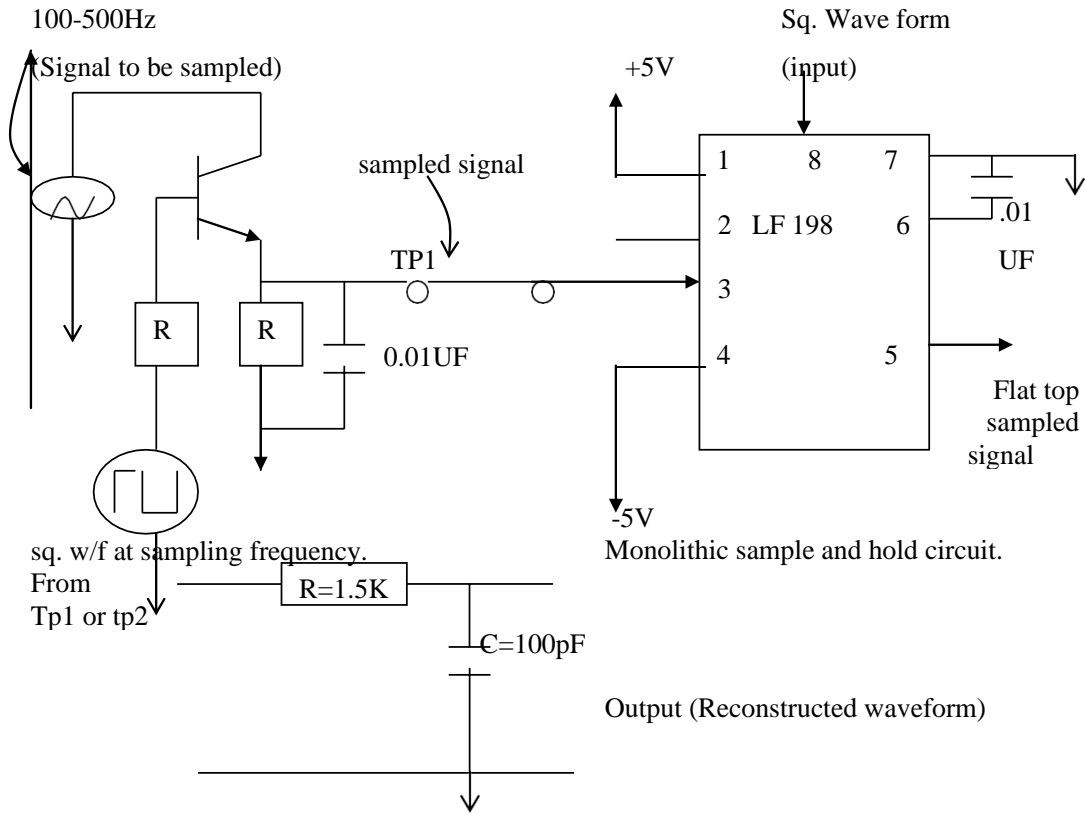 100-500Hz
(Signal to be sampled)
Sq. Wave form
(input)
+5V
sampled signal
TP1
1
8
7
2
LF 198
6
3
4
5
.01
UF
R
R
0.01UF
Flat top
sampled
signal
-5V
sq. w/f at sampling frequency.
Monolithic sample and hold circuit.
From
Tp1 or tp2
R=1.5K
C=100pF
Output (Reconstructed waveform)